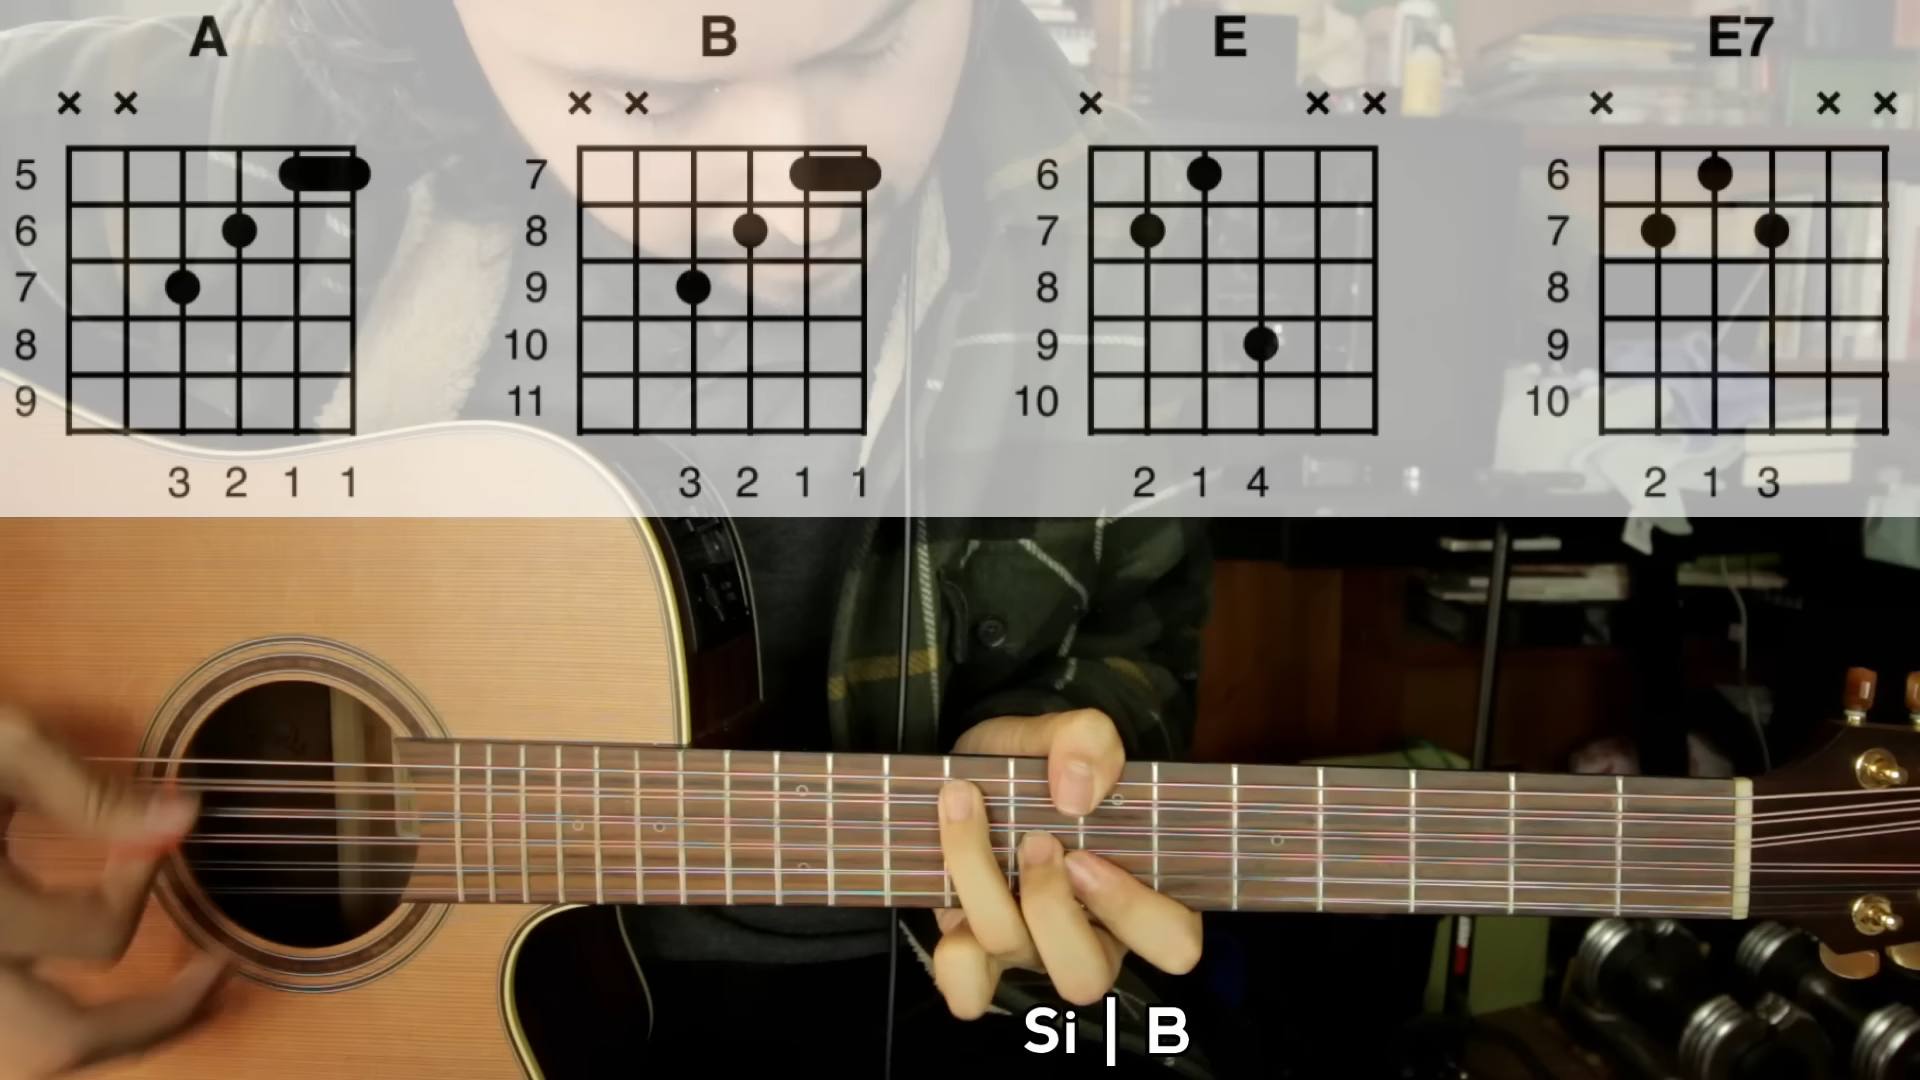 A B E E7
× × × × × × × × × ×
5 7 6 6
6 8 7 7
7 9 8 8
8 10 9 9
9 11 10 10
3 2 1 1 3 2 1 1 2 1 4 2 1 3
Si | B